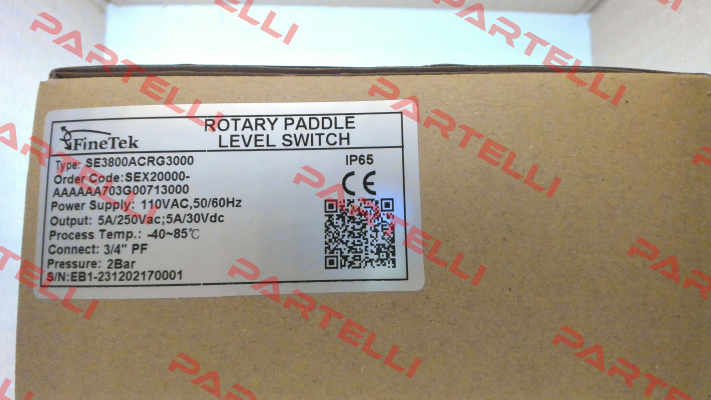 FineTek
ROTARY PADDLE
LEVEL SWITCH
Type: SE3800ACRG3000
IP65
Order Code:SEX20000-
AAAAAA703G00713000
CE
Power Supply: 110VAC,50/60Hz
Output: 5A/250Vac;5A/30Vdc
Process Temp.: -40~85℃
Connect: 3/4" PF
Pressure: 2Bar
S/N:EB1-231202170001
PARTELLI
PARTELLI
PARTELLI
PARTELLI
PARTELLI
PARTELLI